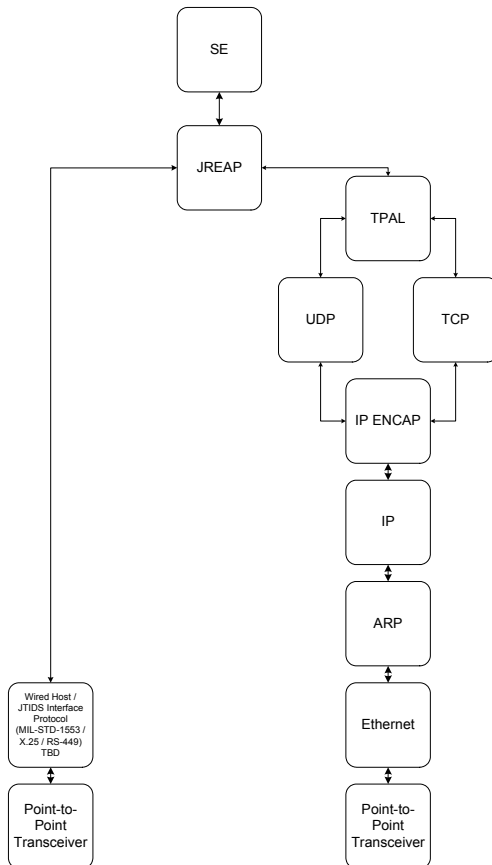 SE
JREAP
TPAL
UDP
TCP
IP ENCAP
IP
ARP
Wired Host /
JTIDS Interface
Protocol
(MIL-STD-1553 /
X.25 / RS-449)
TBD
Ethernet
Point-to-
Point
Transceiver
Point-to-
Point
Transceiver